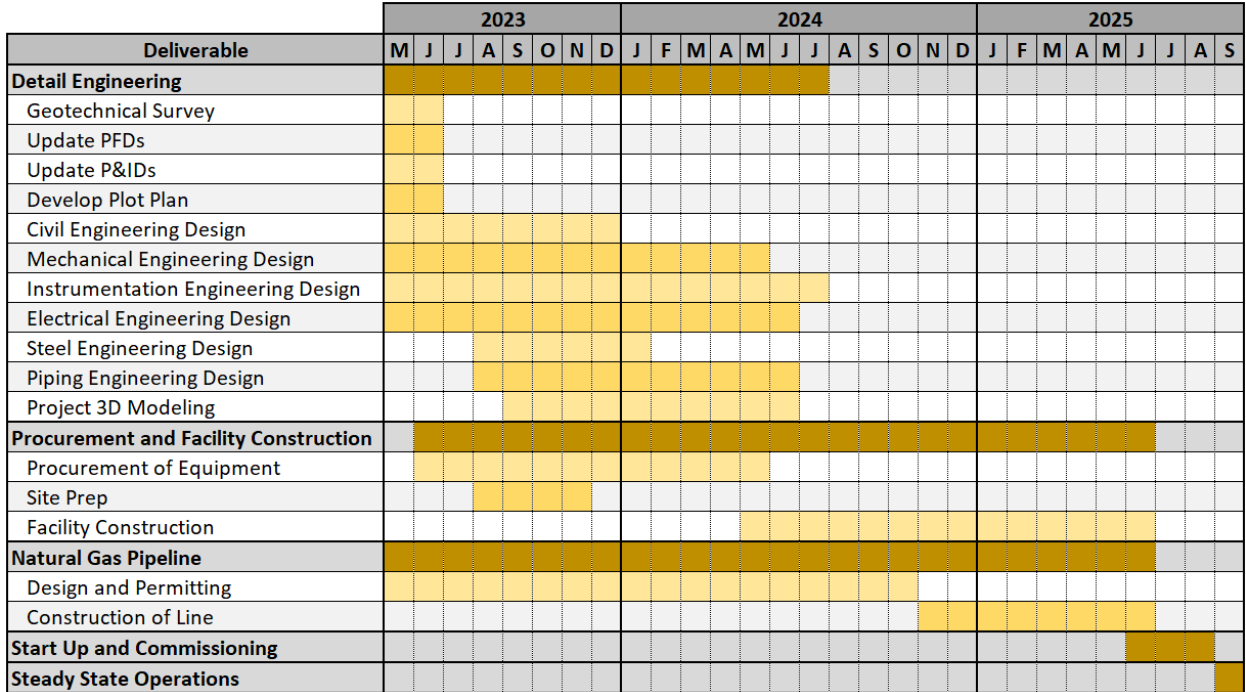 2023 2024 2025
Deliverable M J J A S O N D J F M A M J J A S O N D J F M A M J J A S
Detail Engineering
Geotechnical Survey
Update PFDs
Update P&IDs
Develop Plot Plan
Civil Engineering Design
Mechanical Engineering Design
Instrumentation Engineering Design
Electrical Engineering Design
Steel Engineering Design
Piping Engineering Design
Project 3D Modeling
Procurement and Facility Construction
Procurement of Equipment
Site Prep
Facility Construction
Natural Gas Pipeline
Design and Permitting
Construction of Line
Start Up and Commissioning
Steady State Operations